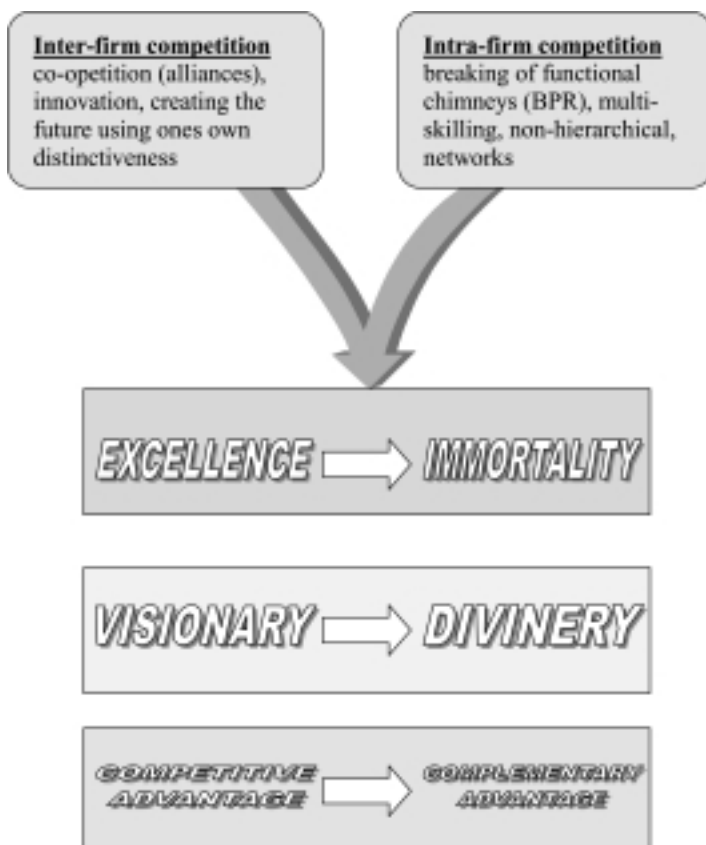 Inter-firm competition
co-opetition (alliances),
innovation, creating the
future using ones own
distinctiveness
Intra-firm competition
breaking of functional
chimneys (BPR), multi-
skilling, non-hierarchical,
networks
EXCELLENCE
IMMORTALITY
VISIONARY
DIVINERY
COMPETITIVE
ADVANTAGE
COMPLEMENTARY
ADVANTAGE